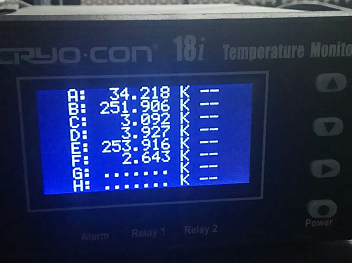 CRYO·CON 18i Temperature Monito
A: 34.218 K --
B: 251.906 K --
C: 3.092 K --
D: 3.927 K --
E: 253.916 K --
F: 2.643 K --
G: ....... K --
H: ....... K --
Alarm Relay 1 Relay 2
Power